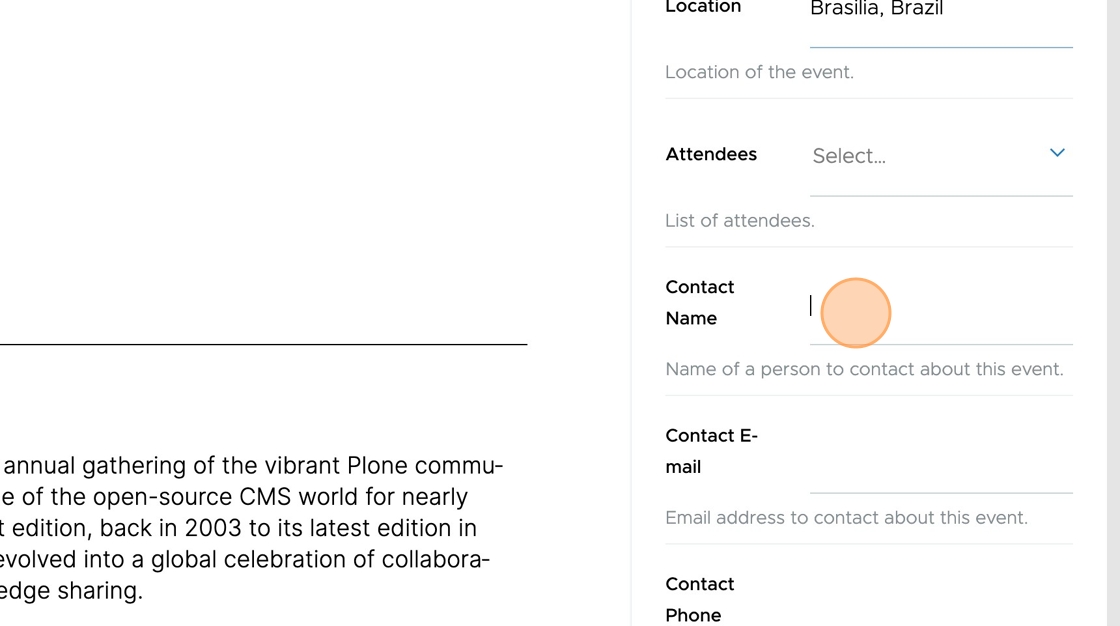 Location
Brasilia, Brazil
Location of the event.
Attendees
Select...
List of attendees.
Contact
Name
Name of a person to contact about this event.
Contact E-
mail
Email address to contact about this event.
Contact
Phone
annual gathering of the vibrant Plone commu-
e of the open-source CMS world for nearly
t edition, back in 2003 to its latest edition in
evolved into a global celebration of collabora-
edge sharing.